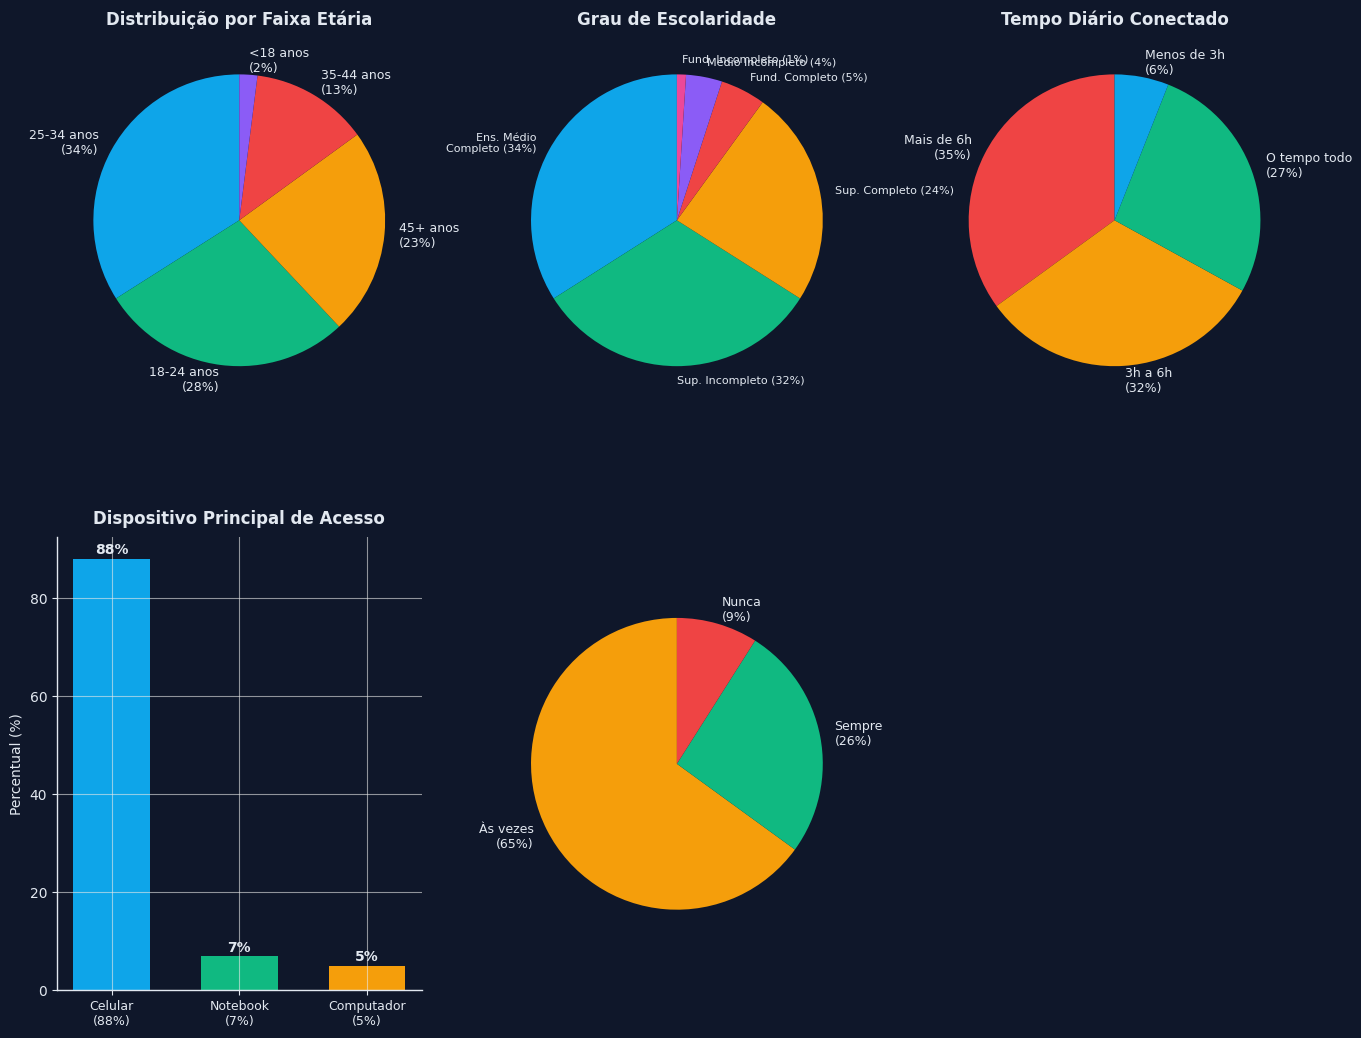 Distribuição por Faixa Etária
<18 anos
(2%)
35-44 anos
(13%)
25-34 anos
(34%)
45+ anos
(23%)
18-24 anos
(28%)
Grau de Escolaridade
Fund. Incompleto (1%)
Médio Incompleto (4%)
Fund. Completo (5%)
Ens. Médio
Completo (34%)
Sup. Completo (24%)
Sup. Incompleto (32%)
Tempo Diário Conectado
Menos de 3h
(6%)
Mais de 6h
(35%)
O tempo todo
(27%)
3h a 6h
(32%)
Dispositivo Principal de Acesso
Percentual (%)
80
60
40
20
0
88%
7%
5%
Celular
(88%)
Notebook
(7%)
Computador
(5%)
Nunca
(9%)
Sempre
(26%)
Às vezes
(65%)